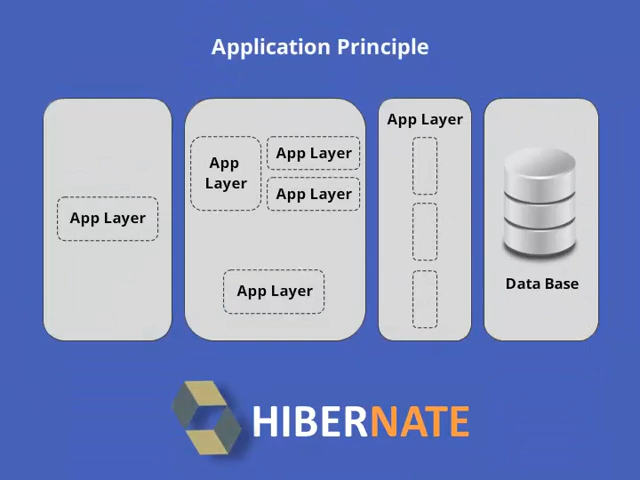 Application Principle
App Layer
App
Layer
App Layer
App Layer
App Layer
App Layer
Data Base
HIBERNATE